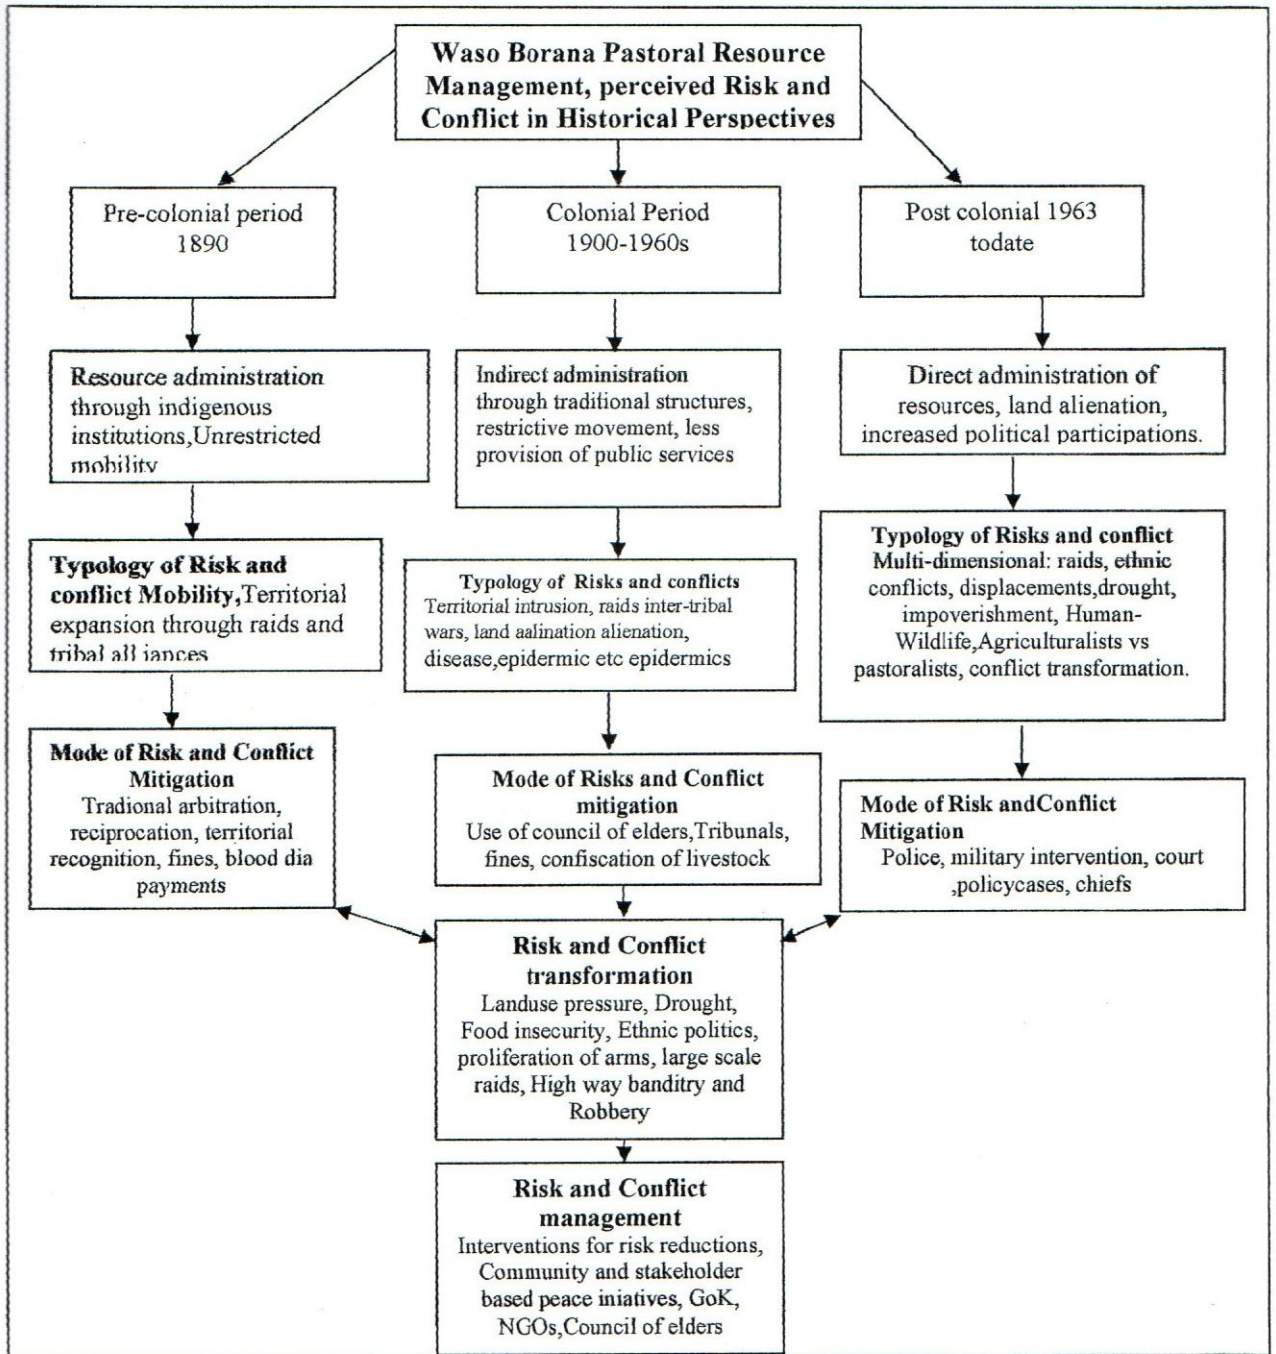 Waso Borana Pastoral Resource
Management, perceived Risk and
Conflict in Historical Perspectives
Pre-colonial period
1890
Colonial Period
1900-1960s
Post colonial 1963
todate
Resource administration
through indigenous
institutions,Unrestricted
mobility
Indirect administration
through traditional structures,
restrictive movement, less
provision of public services
Direct administration of
resources, land alienation,
increased political participations.
Typology of Risk and
conflict Mobility,Territorial
expansion through raids and
tribal all iances
Typology of Risks and conflicts
Territorial intrusion, raids inter-tribal
wars, land aalination alienation,
disease,epidermic etc epidermics
Typology of Risks and conflict
Multi-dimensional: raids, ethnic
conflicts, displacements,drought,
impoverishment, Human-
Wildlife,Agriculturalists vs
pastoralists, conflict transformation.
Mode of Risk and Conflict
Mitigation
Tradional arbitration,
reciprocation, territorial
recognition, fines, blood dia
payments
Mode of Risks and Conflict
mitigation
Use of council of elders,Tribunals,
fines, confiscation of livestock
Mode of Risk andConflict
Mitigation
Police, military intervention, court
,policycases, chiefs
Risk and Conflict
transformation
Landuse pressure, Drought,
Food insecurity, Ethnic politics,
proliferation of arms, large scale
raids, High way banditry and
Robbery
Risk and Conflict
management
Interventions for risk reductions,
Community and stakeholder
based peace iniatives, GoK,
NGOs,Council of elders